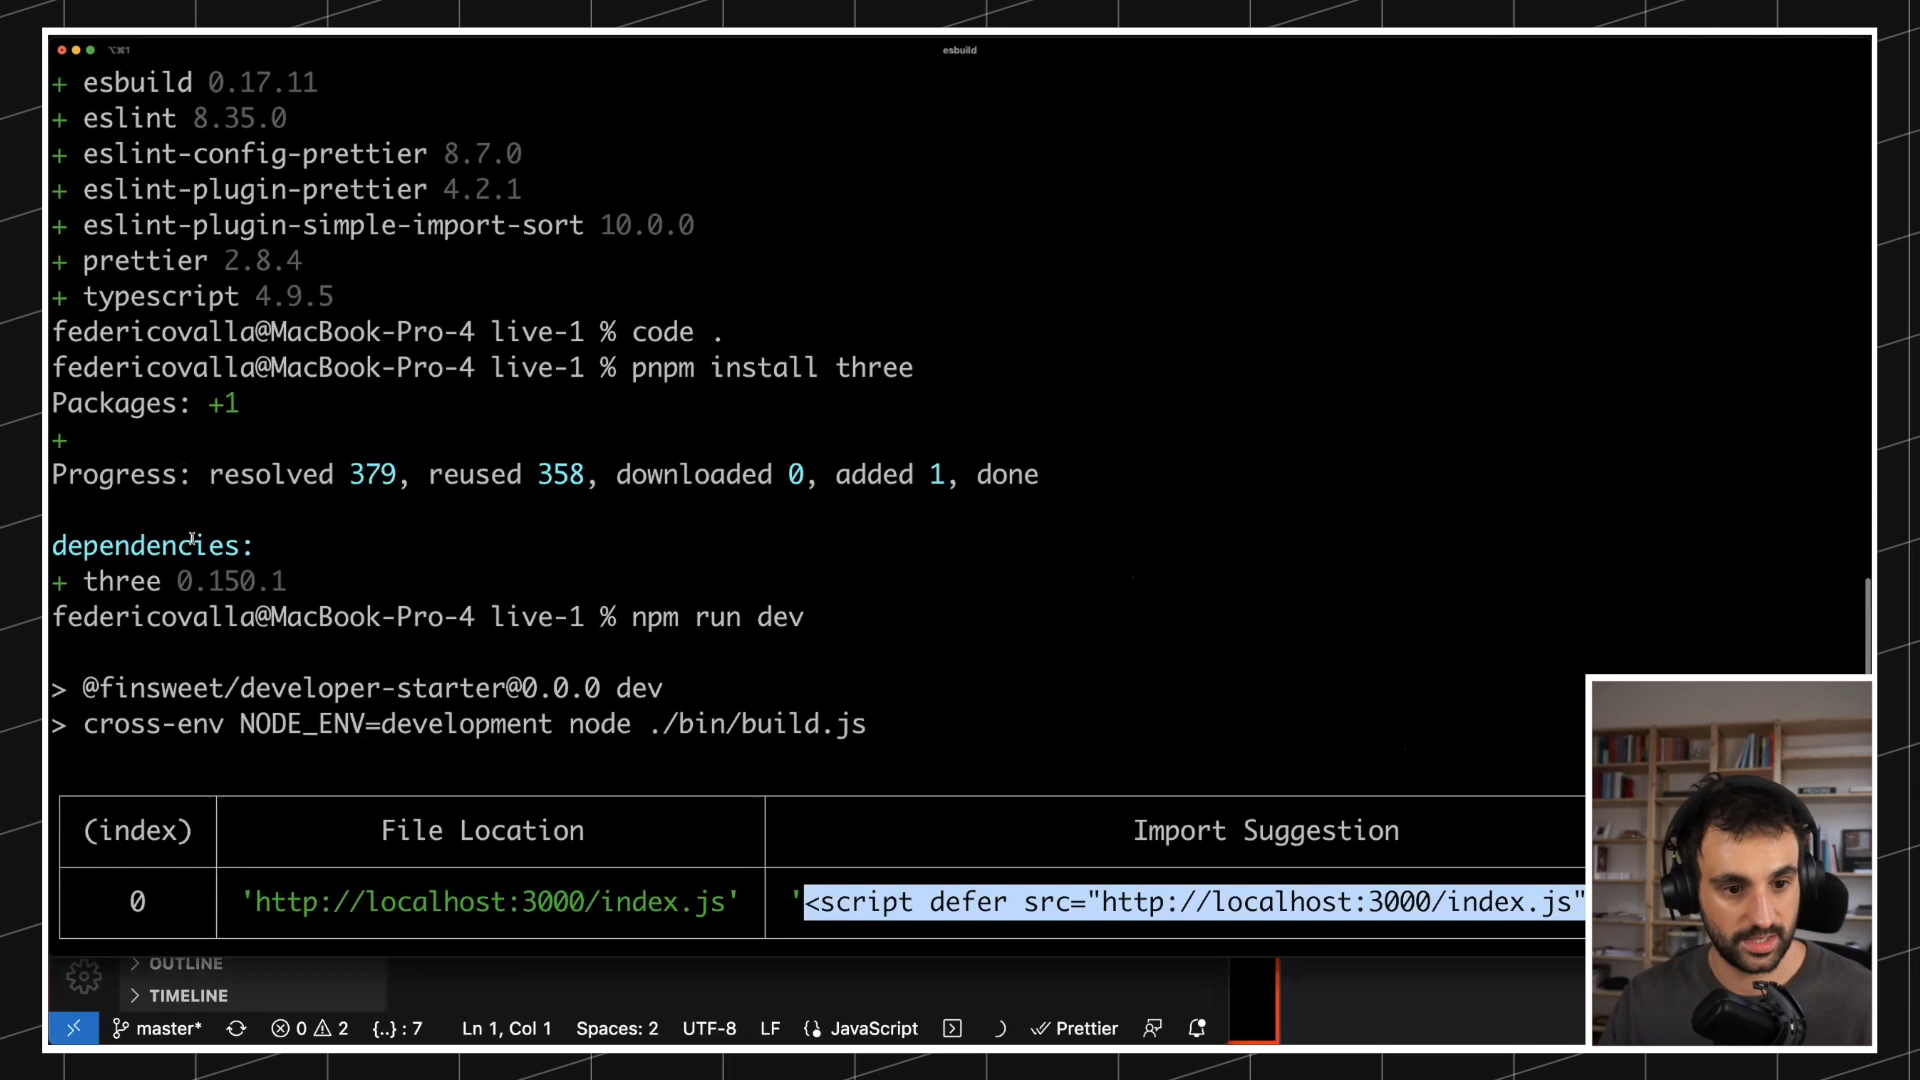 ⌥⌘1
esbuild
+ esbuild 0.17.11
+ eslint 8.35.0
+ eslint-config-prettier 8.7.0
+ eslint-plugin-prettier 4.2.1
+ eslint-plugin-simple-import-sort 10.0.0
+ prettier 2.8.4
+ typescript 4.9.5
federicovalla@MacBook-Pro-4 live-1 % code .
federicovalla@MacBook-Pro-4 live-1 % pnpm install three
Packages: +1
+
Progress: resolved 379, reused 358, downloaded 0, added 1, done
dependencies:
+ three 0.150.1
federicovalla@MacBook-Pro-4 live-1 % npm run dev
> @finsweet/developer-starter@0.0.0 dev
> cross-env NODE_ENV=development node ./bin/build.js
(index) File Location Import Suggestion
0 'http://localhost:3000/index.js' '<script defer src="http://localhost:3000/index.js"
> OUTLINE
> TIMELINE
master* 0 2 {..} : 7 Ln 1, Col 1 Spaces: 2 UTF-8 LF JavaScript Prettier